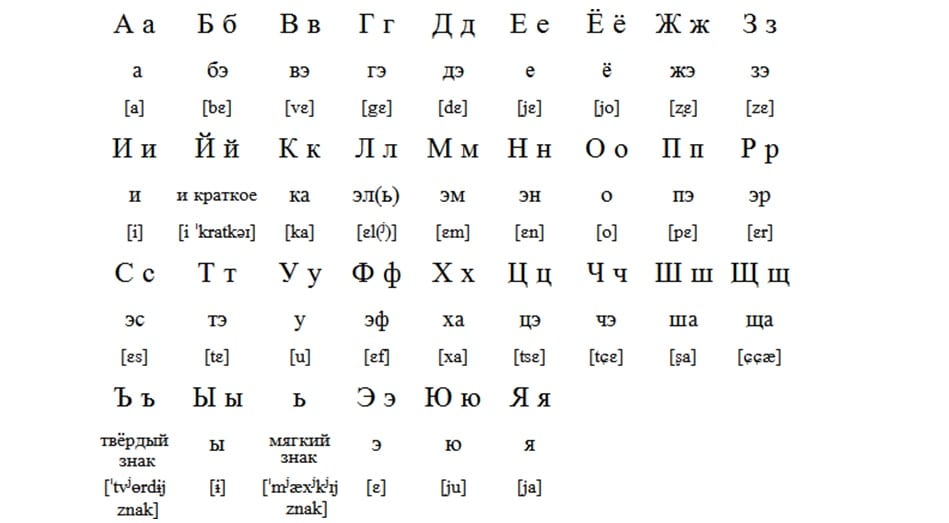 А а Б б В в Г г Д д Е е Ё ё Ж ж З з
а бэ вэ гэ дэ е ё жэ зэ
[a] [bɛ] [vɛ] [gɛ] [dɛ] [jɛ] [jo] [ʐɛ] [zɛ]
И и Й й К к Л л М м Н н О о П п Р р
и и краткое ка эл(ь) эм эн о пэ эр
[i] [i ˈkratkəɪ] [ka] [ɛl(ʲ)] [ɛm] [ɛn] [o] [pɛ] [ɛr]
С с Т т У у Ф ф Х х Ц ц Ч ч Ш ш Щ щ
эс тэ у эф ха цэ чэ ша ща
[ɛs] [tɛ] [u] [ɛf] [xa] [tsɛ] [tɕɛ] [ʂa] [ɕɕæ]
Ъ ъ Ы ы ь Э э Ю ю Я я
твёрдый ы мягкий э ю я
знак знак
[ˈtvʲɵrdɨj [ɨ] [ˈmʲæxʲkʲɪj [ɛ] [ju] [ja]
znak] znak]